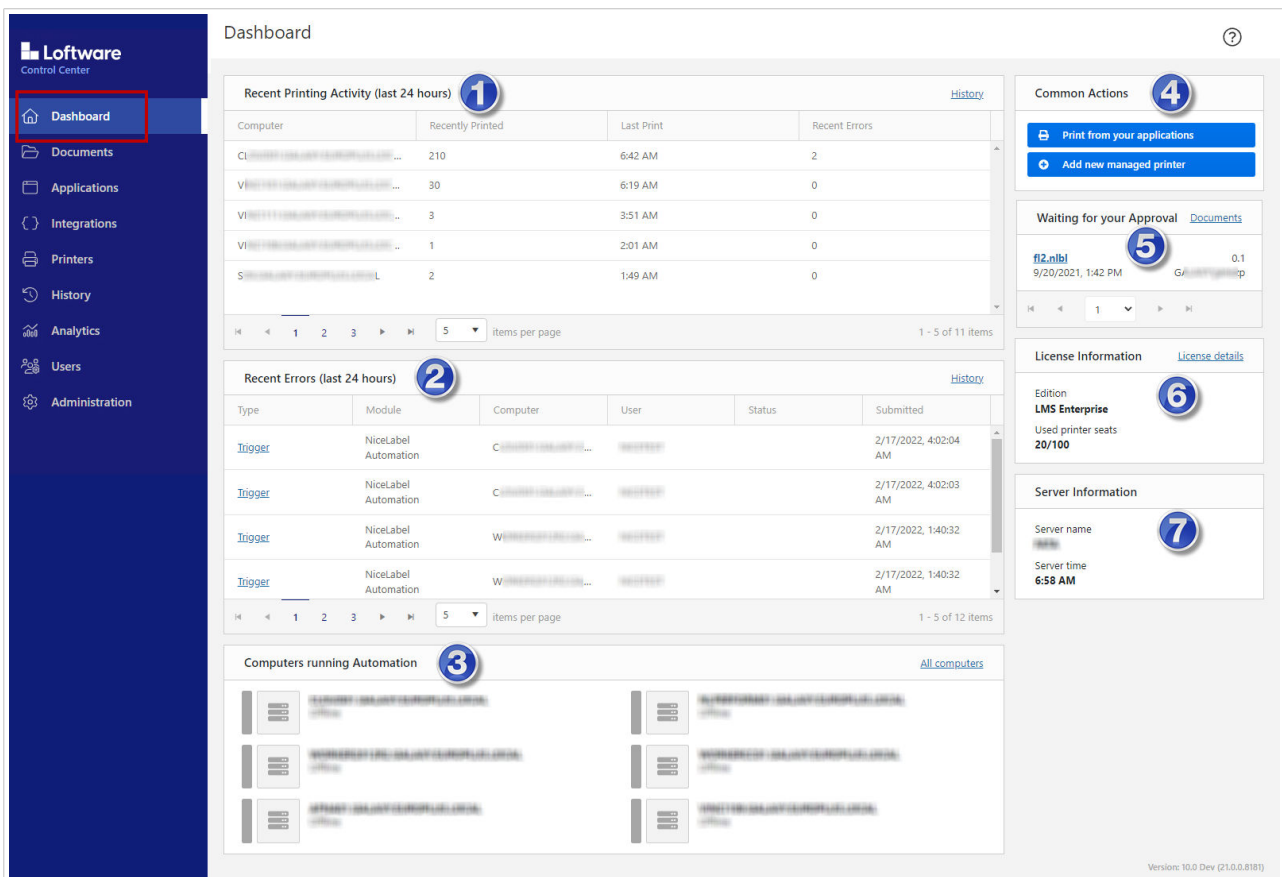 Loftware
Control Center
Dashboard
Documents
Applications
Integrations
Printers
History
Analytics
Users
Administration
Dashboard
Recent Printing Activity (last 24 hours) 1 History
Computer Recently Printed Last Print Recent Errors
210 6:42 AM 2
30 6:19 AM 0
3 3:51 AM 0
1 2:01 AM 0
2 1:49 AM 0
1 2 3 5 items per page 1 - 5 of 11 items
Recent Errors (last 24 hours) 2 History
Type Module Computer User Status Submitted
Trigger NiceLabel Automation 2/17/2022, 4:02:04 AM
Trigger NiceLabel Automation 2/17/2022, 4:02:03 AM
Trigger NiceLabel Automation 2/17/2022, 1:40:32 AM
Trigger NiceLabel Automation 2/17/2022, 1:40:32 AM
1 2 3 5 items per page 1 - 5 of 12 items
Computers running Automation 3 All computers
Common Actions 4
Print from your applications
Add new managed printer
Waiting for your Approval Documents
5
fl2.nlbl 0.1
9/20/2021, 1:42 PM
1
License Information License details
6
Edition
LMS Enterprise
Used printer seats
20/100
Server Information
7
Server name
Server time
6:58 AM
Version: 10.0 Dev (21.0.0.8181)